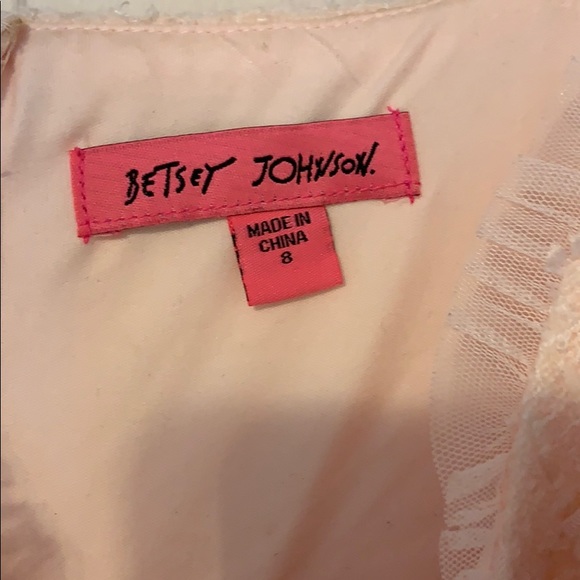 BETSEY JOHNSON.
MADE IN
CHINA
8